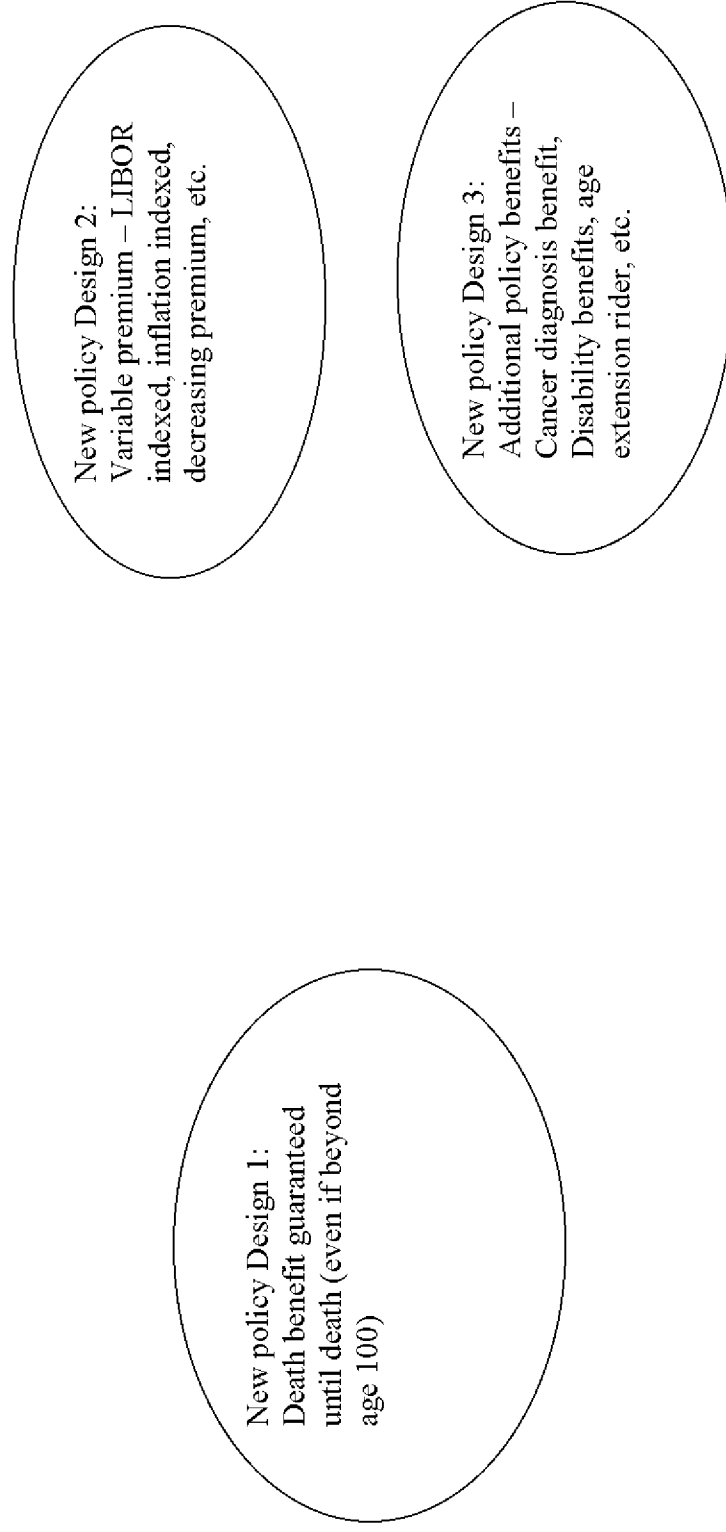 New policy Design 1:
Death benefit guaranteed
until death (even if beyond
age 100)
New policy Design 2:
Variable premium – LIBOR
indexed, inflation indexed,
decreasing premium, etc.
New policy Design 3:
Additional policy benefits –
Cancer diagnosis benefit,
Disability benefits, age
extension rider, etc.